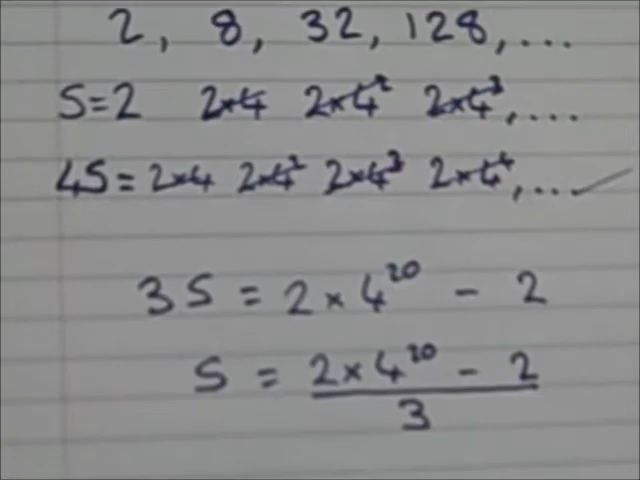 2, 8, 32, 128, ...
S=2 2×4 2×4² 2×4³, ....
4S = 2×4 2×4² 2×4³ 2×4⁴, ...
3S = 2×4²⁰ - 2
S = 2×4²⁰ - 2
3